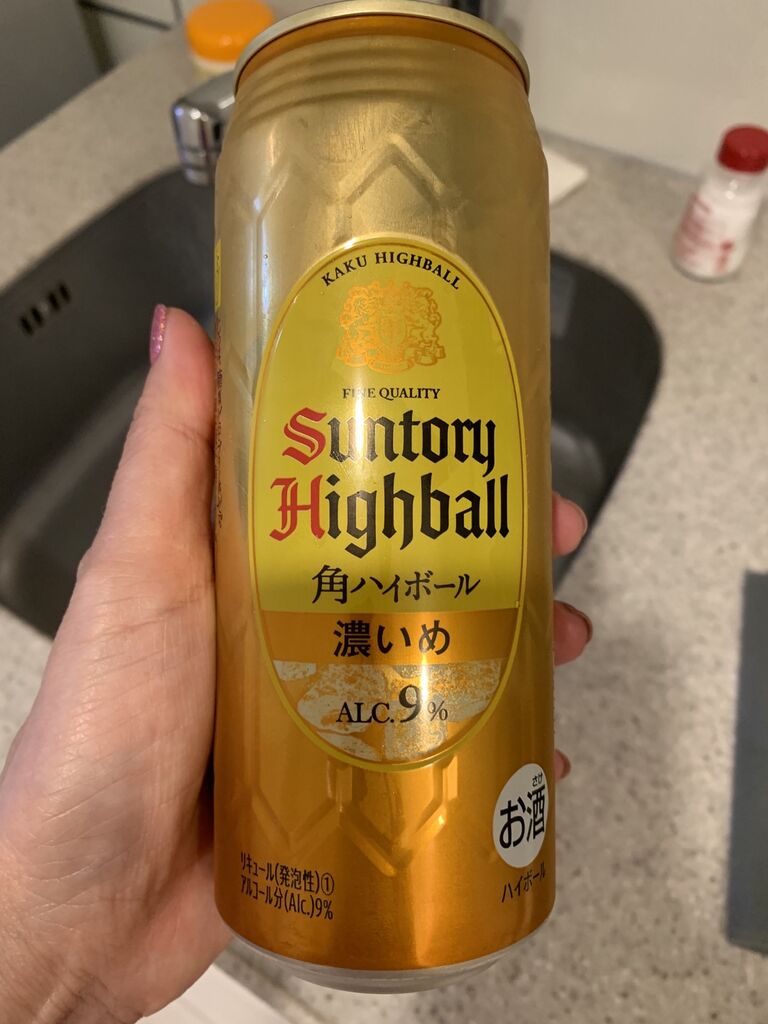 KAKU HIGHBALL
FINE QUALITY
Suntory
Highball
角ハイボール
濃いめ
ALC.9%
さけ
お酒
ハイボール
リキュール(発泡性)①
アルコール分(Alc.)9%